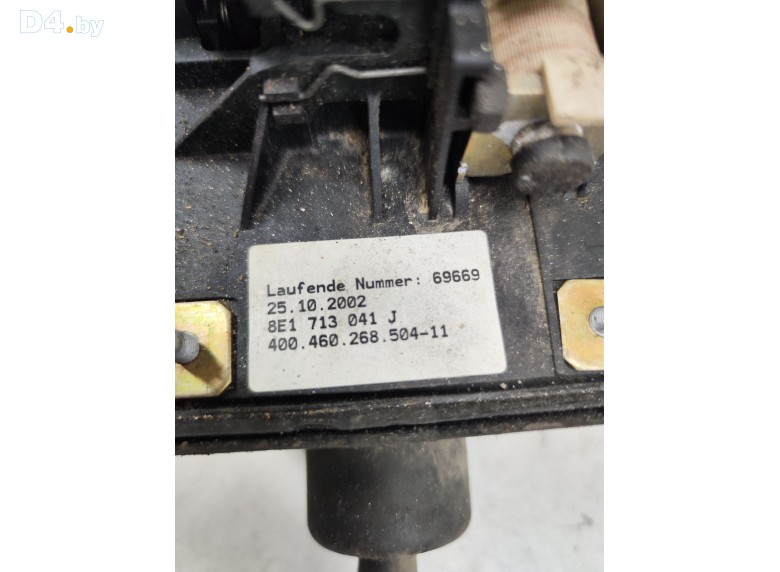 D4.by
Laufende Nummer: 69669
25.10.2002
8E1 713 041 J
400.460.268.504-11